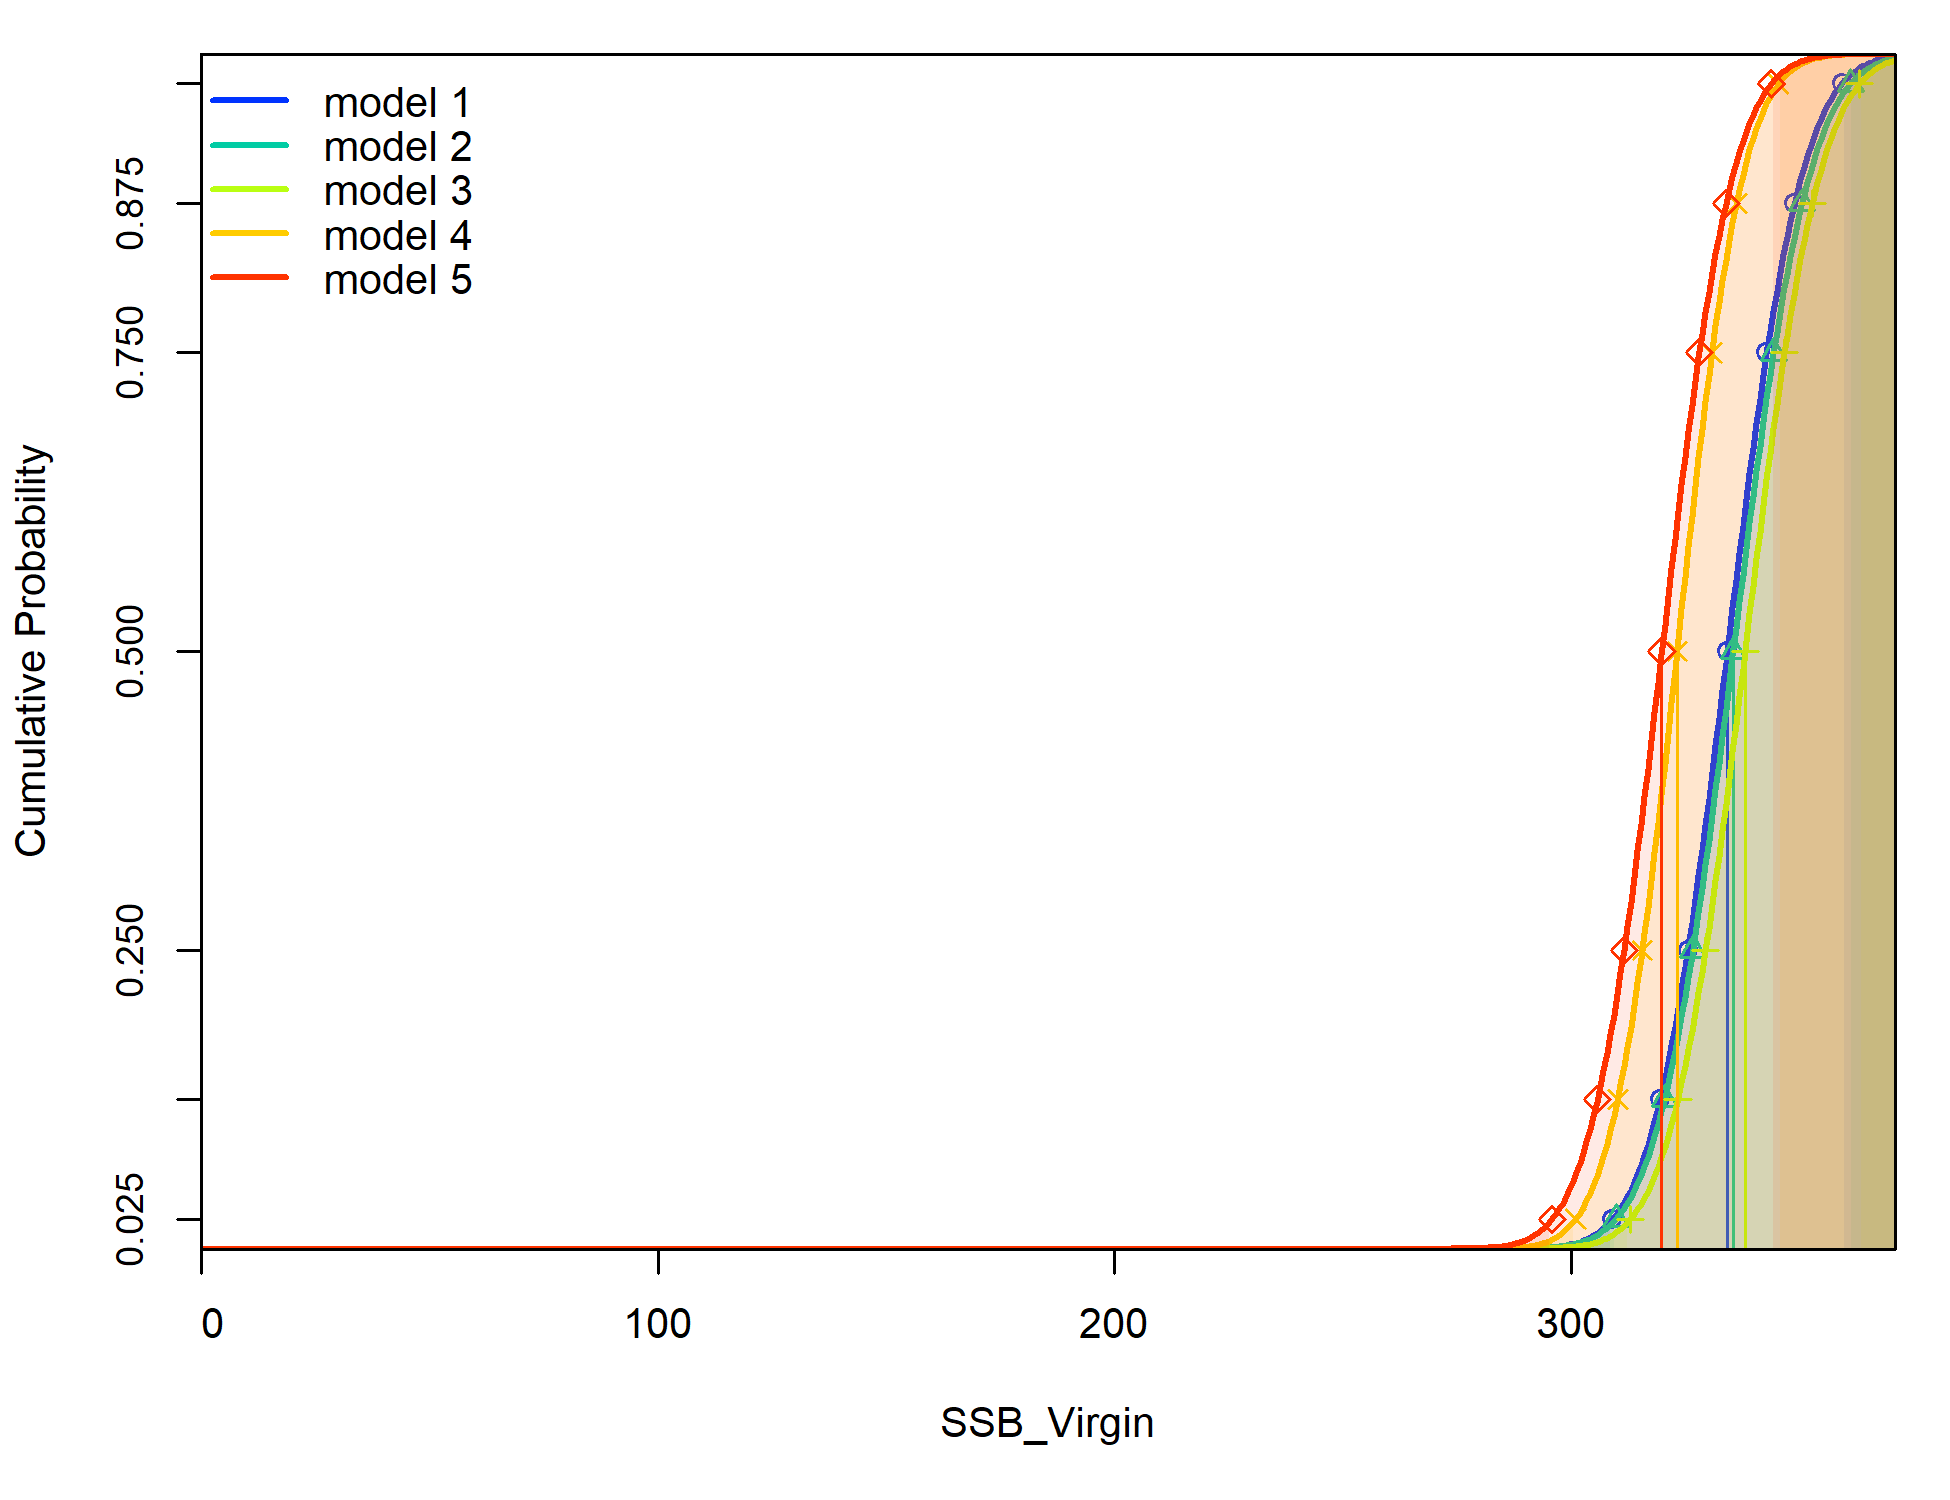 model 1
model 2
model 3
model 4
model 5
Cumulative Probability
0.875
0.750
0.500
0.250
0.025
0 100 200 300
SSB_Virgin